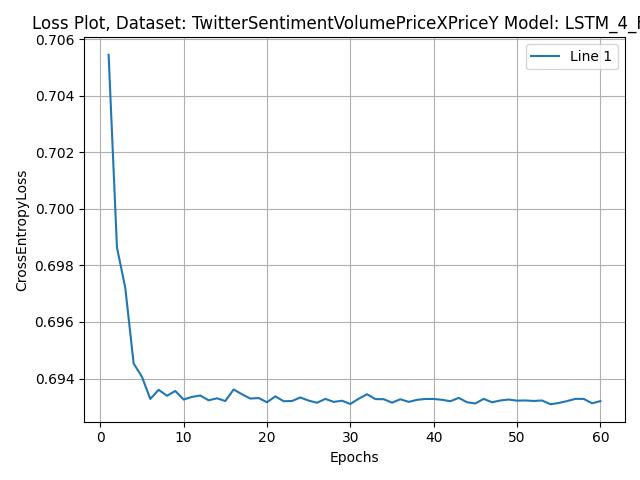 Loss Plot, Dataset: TwitterSentimentVolumePriceXPriceY Model: LSTM_4_
0.706
Line 1
0.704
0.702
0.700
0.698
0.696
0.694
CrossEntropyLoss
0 10 20 30 40 50 60
Epochs